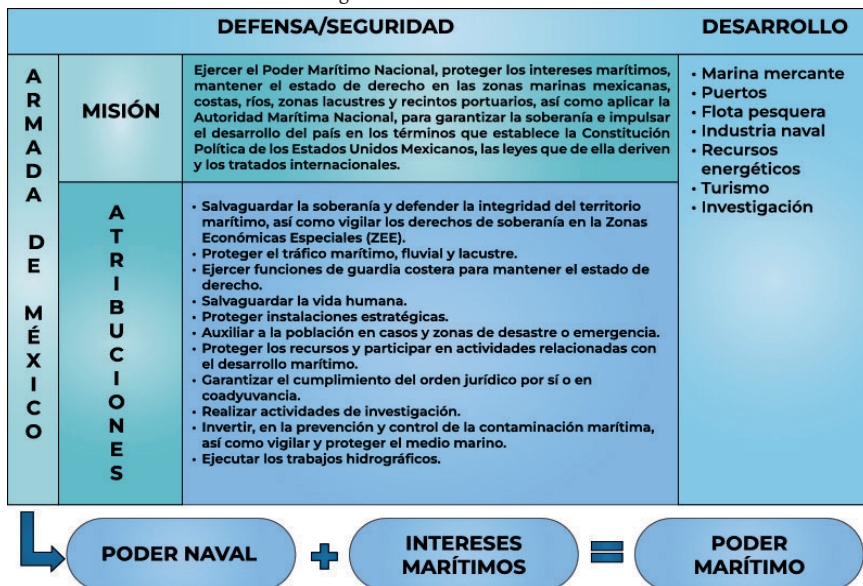 DEFENSA/SEGURIDAD
DESARROLLO
ARMADA DE MÉXICO
MISIÓN
Ejercer el Poder Marítimo Nacional, proteger los intereses marítimos,
mantener el estado de derecho en las zonas marinas mexicanas,
costas, ríos, zonas lacustres y recintos portuarios, así como aplicar la
Autoridad Marítima Nacional, para garantizar la soberanía e impulsar
el desarrollo del país en los términos que establece la Constitución
Política de los Estados Unidos Mexicanos, las leyes que de ella deriven
y los tratados internacionales.
ATRIBUCIONES
• Salvaguardar la soberanía y defender la integridad del territorio
marítimo, así como vigilar los derechos de soberanía en la Zonas
Económicas Especiales (ZEE).
• Proteger el tráfico marítimo, fluvial y lacustre.
• Ejercer funciones de guardia costera para mantener el estado de
derecho.
• Salvaguardar la vida humana.
• Proteger instalaciones estratégicas.
• Auxiliar a la población en casos y zonas de desastre o emergencia.
• Proteger los recursos y participar en actividades relacionadas con
el desarrollo marítimo.
• Garantizar el cumplimiento del orden jurídico por sí o en
coadyuvancia.
• Realizar actividades de investigación.
• Invertir, en la prevención y control de la contaminación marítima,
así como vigilar y proteger el medio marino.
• Ejecutar los trabajos hidrográficos.
• Marina mercante
• Puertos
• Flota pesquera
• Industria naval
• Recursos
energéticos
• Turismo
• Investigación
PODER NAVAL
+
INTERESES
MARÍTIMOS
=
PODER
MARÍTIMO